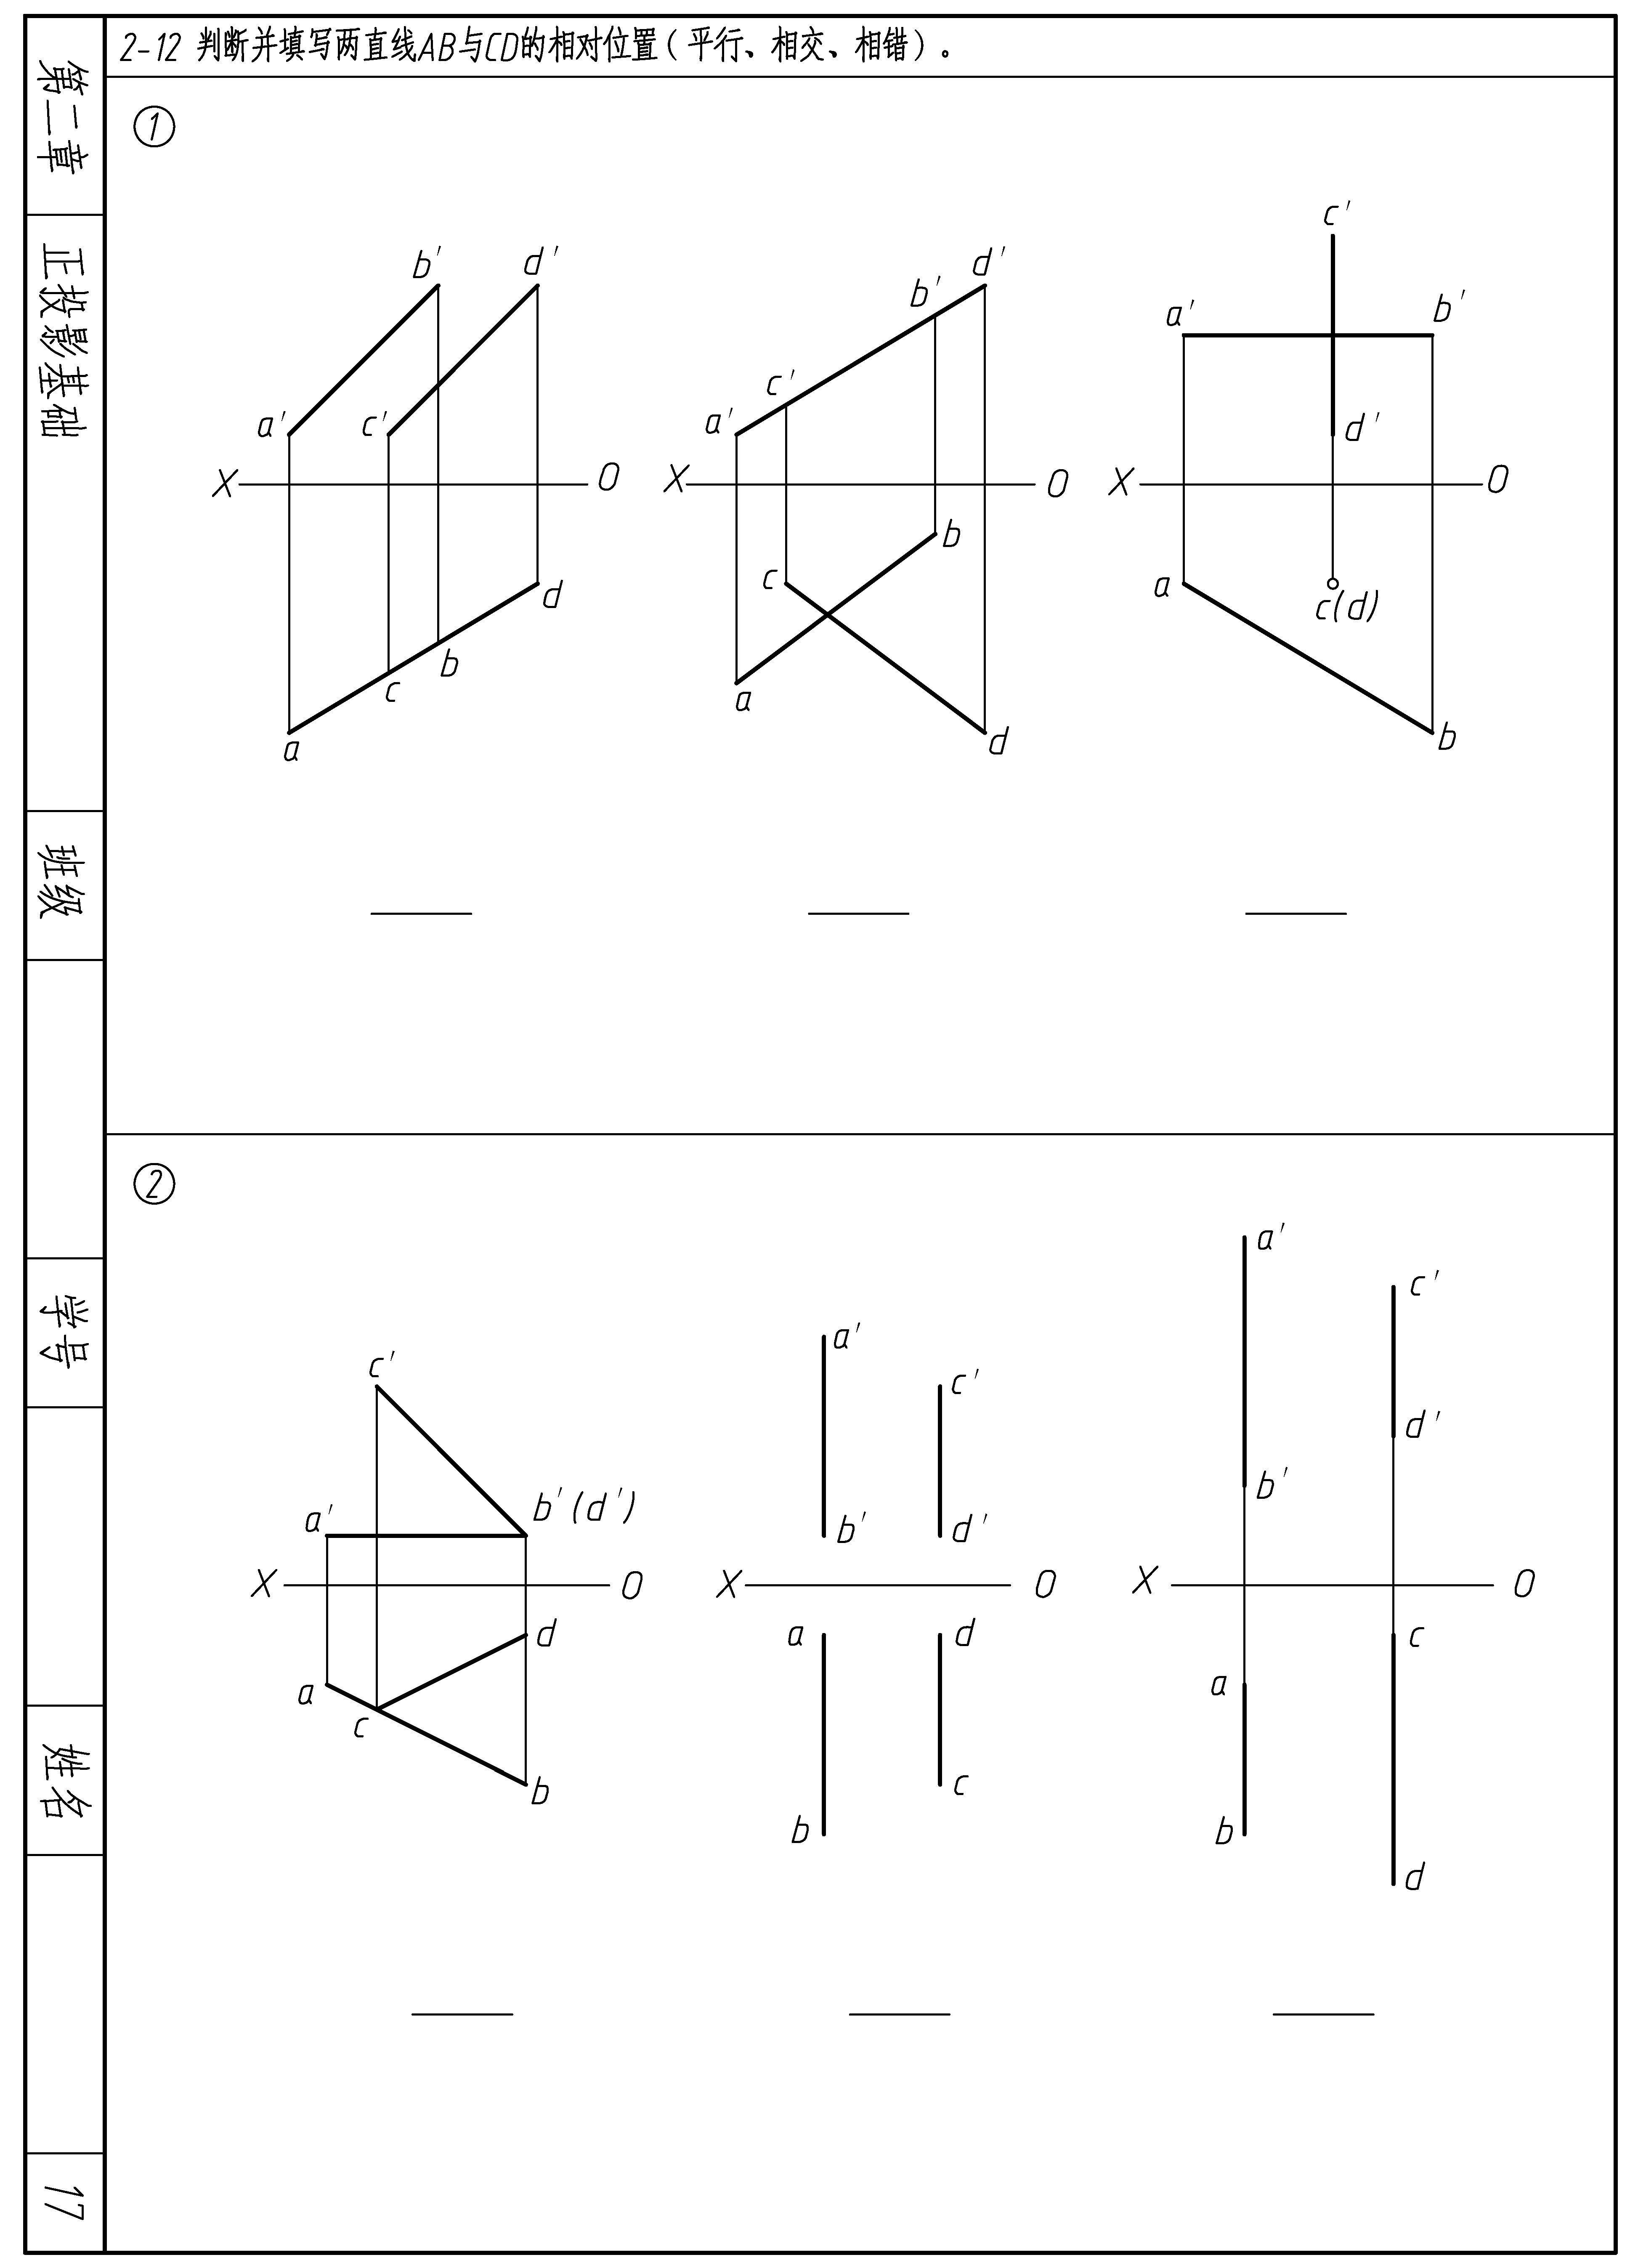 2-12 判断并填写两直线AB与CD的相对位置（平行、相交、相错）。
第二章
正投影基础
班级
学号
姓名
17
①
b' d'
a' c'
X O
d
b
c
a
d'
b'
c'
a'
X O
b
c
a
d
c'
a' b'
d'
X O
a
c(d)
b
②
c'
a' b'(d')
X O
d
a
c
b
a'
c'
b' d'
X O
a d
c
b
a'
c'
d'
b'
X O
c
a
b
d